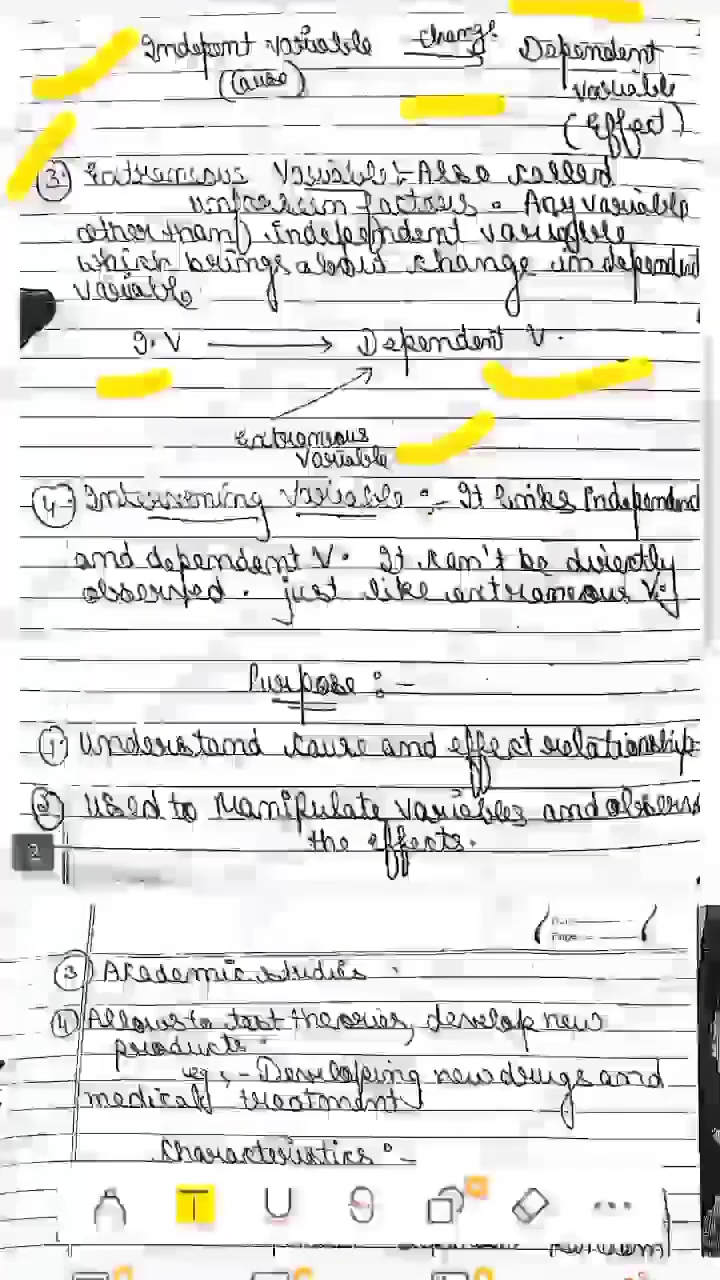 Indepent variable change Dependent
(cause) variable
(Effect)
3. Extraneous Variable :- Also called
factors. Any variable
other than independent variable
which brings about change in dependent
variable.
I.V → Dependent V.
Extraneous
Variable
4. Intervening Variable :- It links Independend
and dependent V. It can't be directly
observed. just like extraneous V.
Purpose :-
1. understand cause and effect relationship
2. Used to manipulate variables and observe
the effects.
2
Page
3 Academic studies.
4 Allows to test theories, develop new
products.
eg :- Developing new drugs and
medical treatment
Characteristics :-